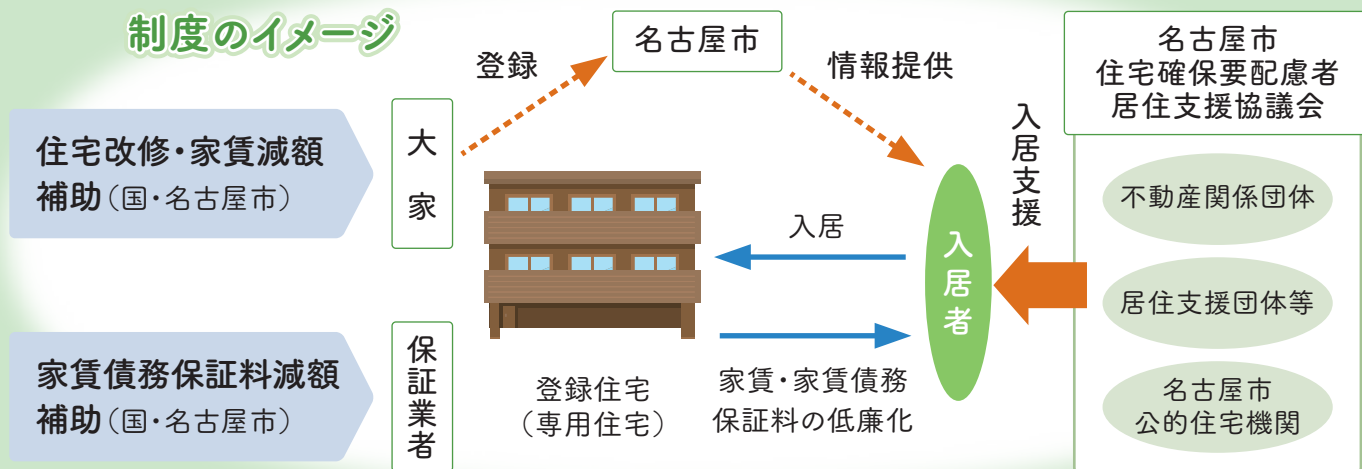 制度のイメージ
名古屋市
登録
情報提供
住宅改修・家賃減額
補助(国・名古屋市)
大家
家賃債務保証料減額
補助(国・名古屋市)
保証業者
登録住宅
(専用住宅)
入居
家賃・家賃債務
保証料の低廉化
入居者
入居支援
名古屋市
住宅確保要配慮者
居住支援協議会
不動産関係団体
居住支援団体等
名古屋市
公的住宅機関